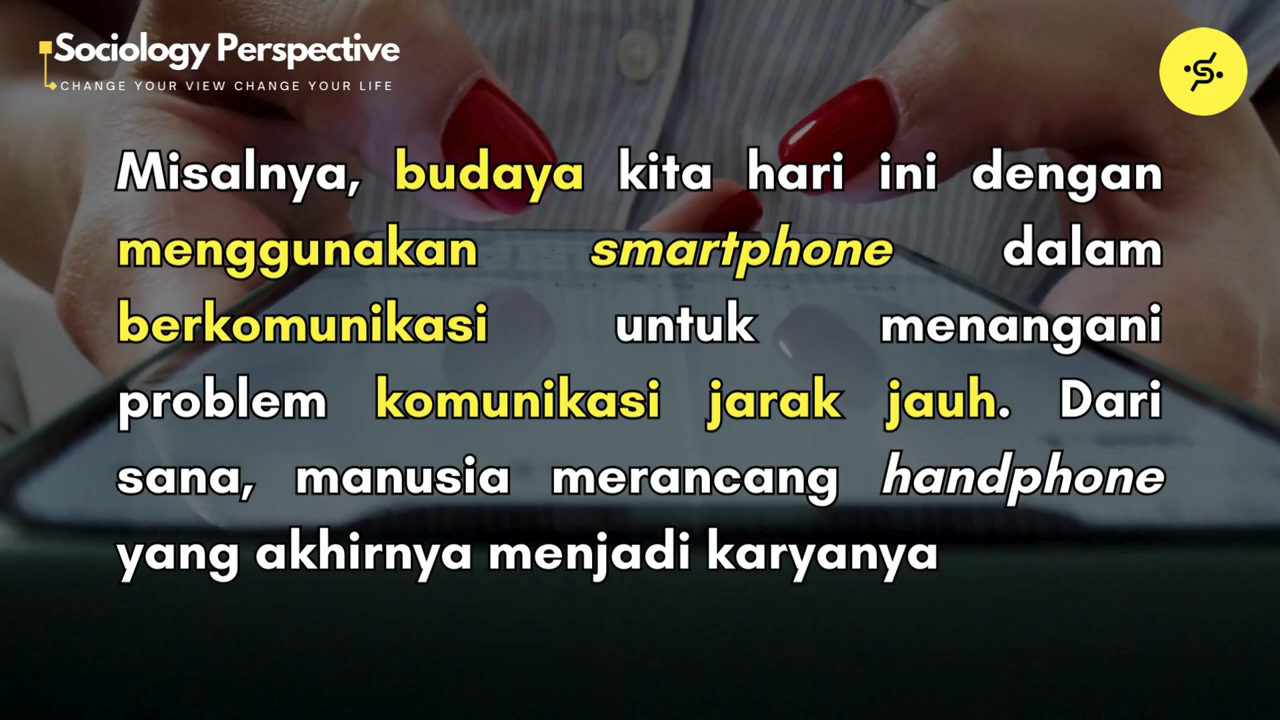 Sociology Perspective
CHANGE YOUR VIEW CHANGE YOUR LIFE
Misalnya, budaya kita hari ini dengan
menggunakan smartphone dalam
berkomunikasi untuk menangani
problem komunikasi jarak jauh. Dari
sana, manusia merancang handphone
yang akhirnya menjadi karyanya